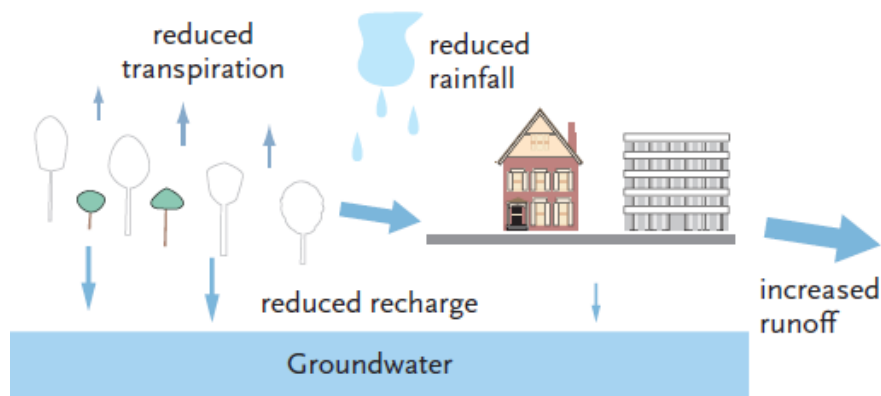 reduced
transpiration
reduced
rainfall
reduced recharge
increased
runoff
Groundwater